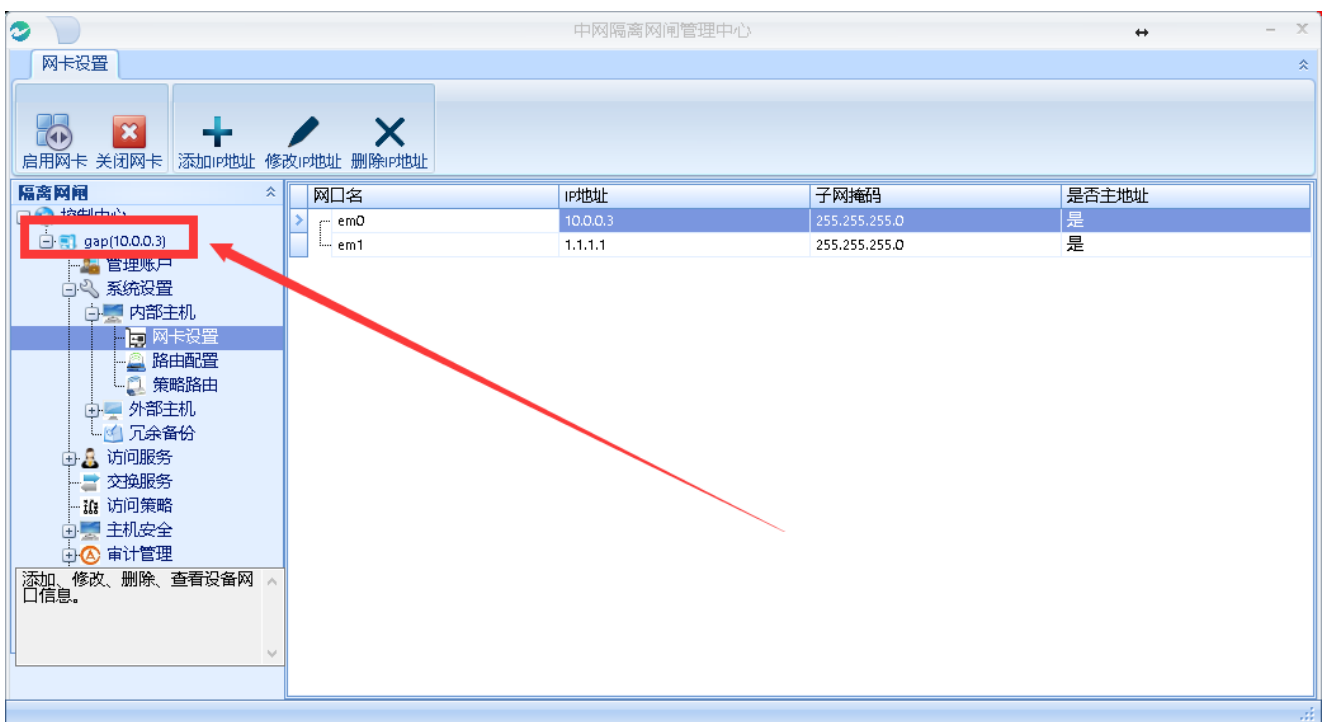 中网隔离网闸管理中心
网卡设置
启用网卡 关闭网卡 添加IP地址 修改IP地址 删除IP地址
隔离网闸
网口名 IP地址 子网掩码 是否主地址
控制中心
em0 10.0.0.3 255.255.255.0 是
gap(10.0.0.3)
em1 1.1.1.1 255.255.255.0 是
管理账户
系统设置
内部主机
网卡设置
路由配置
策略路由
外部主机
冗余备份
访问服务
交换服务
访问策略
主机安全
审计管理
添加、修改、删除、查看设备网
口信息。